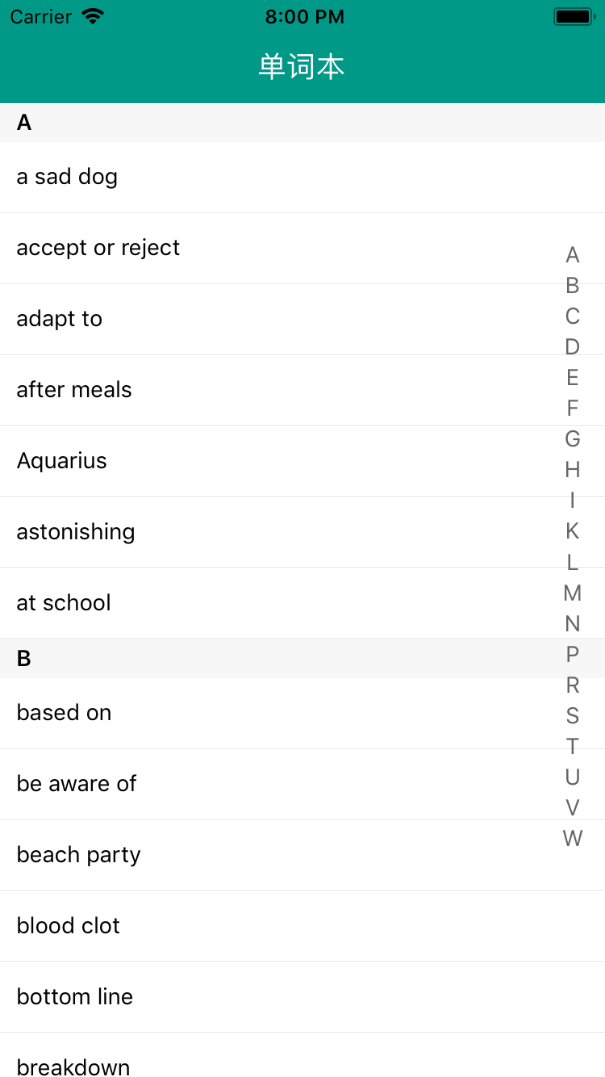 Carrier 8:00 PM
单词本
A
a sad dog
accept or reject
adapt to
after meals
Aquarius
astonishing
at school
B
based on
be aware of
beach party
blood clot
bottom line
breakdown
A
B
C
D
E
F
G
H
I
K
L
M
N
P
R
S
T
U
V
W